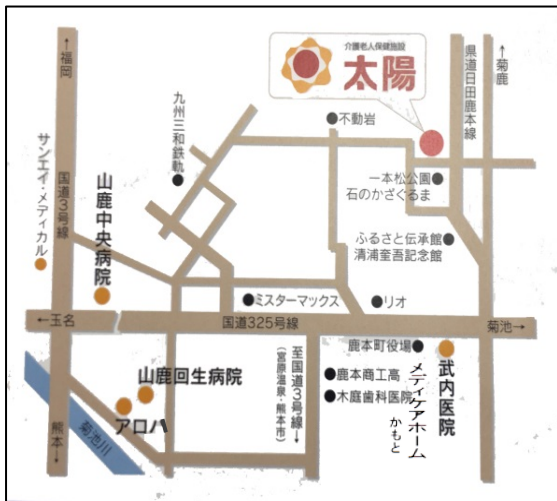 介護老人保健施設
太陽
←福岡
国道3号線
サンエイ・メディカル
山鹿中央病院
九州三和鉄軌
不動岩
県道日田鹿本線
←菊鹿
一本松公園
石のかざぐるま
ふるさと伝承館
清浦奎吾記念館
ミスターマックス
リオ
←玉名
国道325号線
菊池→
鹿本町役場
山鹿回生病院
アロハ
菊池川
熊本→
至国道3号線→
(宮原温泉・熊本市)
鹿本商工高
木庭歯科医院
メディケアホーム
かもと
武内医院